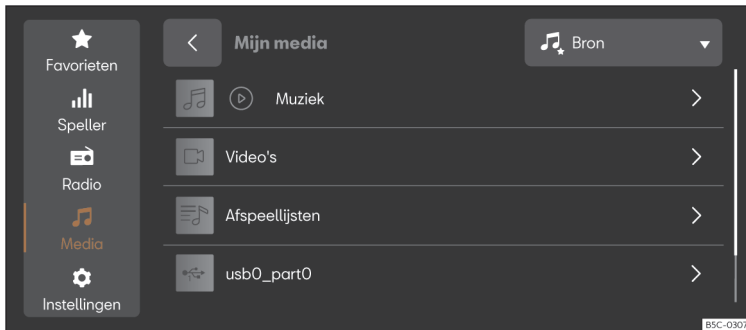 Favorieten
Speller
Radio
Media
Instellingen
Mijn media
Bron
Muziek
Video's
Afspeellijsten
usb0_part0
B5C-0307